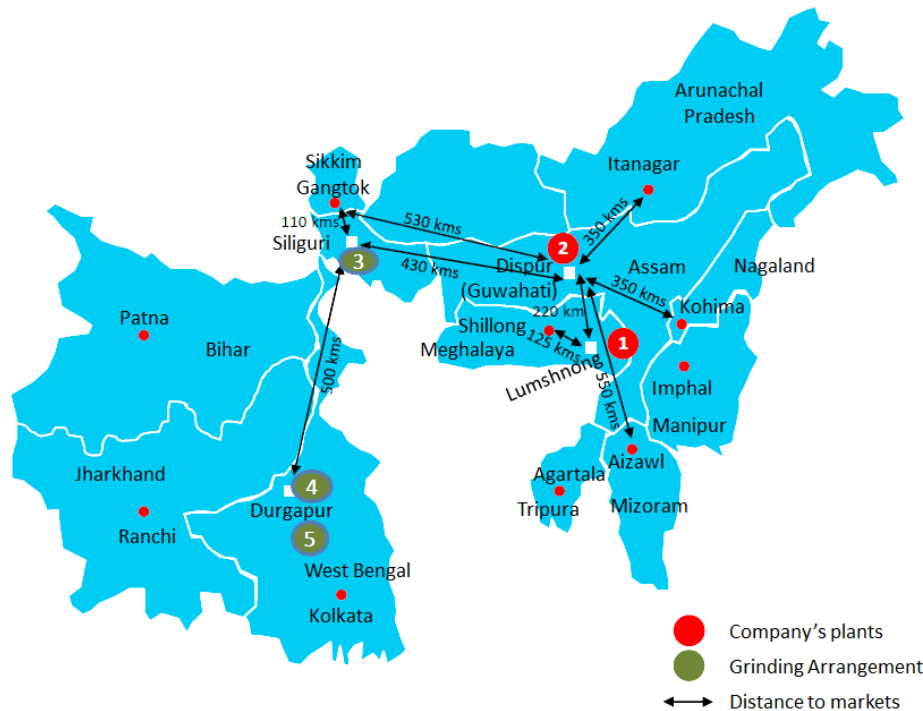 Arunachal
Pradesh
Itanagar
Sikkim
Gangtok
110 kms
530 kms
350 kms
Siliguri
3
430 kms
2
Dispur
(Guwahati)
Assam
Nagaland
350 kms
Kohima
220 km
Shillong
Meghalaya
125 kms
1
Lumshnong
550 kms
Imphal
Manipur
Patna
Bihar
500 kms
Jharkhand
Ranchi
4
Durgapur
5
West Bengal
Kolkata
Agartala
Tripura
Aizawl
Mizoram
Company's plants
Grinding Arrangement
Distance to markets